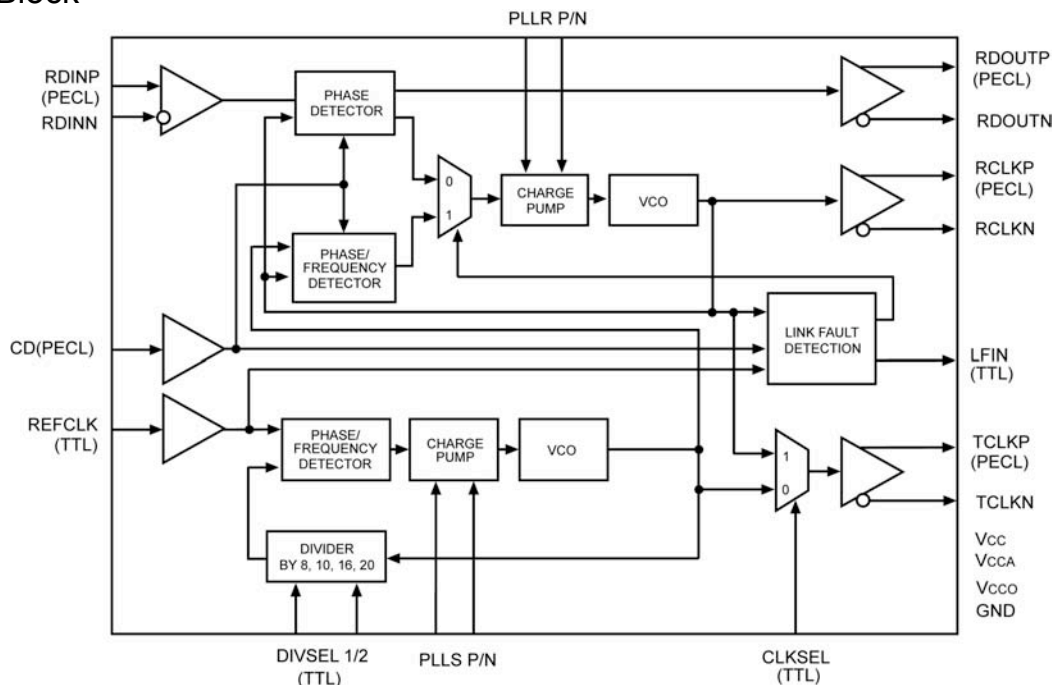 Block
PLLR P/N
RDINP
(PECL)
RDINN
PHASE
DETECTOR
RDOUTP
(PECL)
RDOUTN
0
1
CHARGE
PUMP
VCO
RCLKP
(PECL)
RCLKN
PHASE/
FREQUENCY
DETECTOR
CD(PECL)
LINK FAULT
DETECTION
LFIN
(TTL)
REFCLK
(TTL)
PHASE/
FREQUENCY
DETECTOR
CHARGE
PUMP
VCO
1
0
TCLKP
(PECL)
TCLKN
DIVIDER
BY 8, 10, 16, 20
VCC
VCCA
VCCO
GND
DIVSEL 1/2
(TTL)
PLLS P/N
CLKSEL
(TTL)